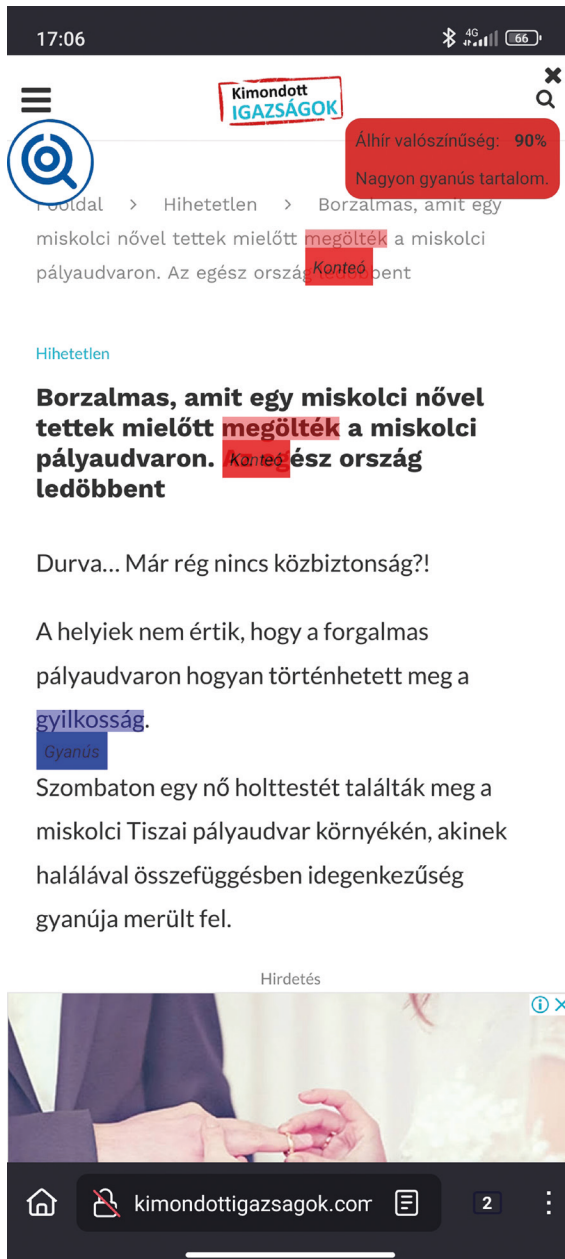 17:06
4G
66
Kimondott
IGAZSÁGOK
Álhír valószínűség: 90%
Nagyon gyanús tartalom.
Főoldal > Hihetetlen > Borzalmas, amit egy
miskolci nővel tettek mielőtt megölték a miskolci
Konteó
pályaudvaron. Az egész ország ledöbbent
Hihetetlen
Borzalmas, amit egy miskolci nővel
tettek mielőtt megölték a miskolci
pályaudvaron. Az egész ország
Konteó
ledöbbent
Durva... Már rég nincs közbiztonság?!
A helyiek nem értik, hogy a forgalmas
pályaudvaron hogyan történhetett meg a
gyilkosság.
Gyanús
Szombaton egy nő holttestét találták meg a
miskolci Tiszai pályaudvar környékén, akinek
halálával összefüggésben idegenkezűség
gyanúja merült fel.
Hirdetés
kimondottigazsagok.com
2